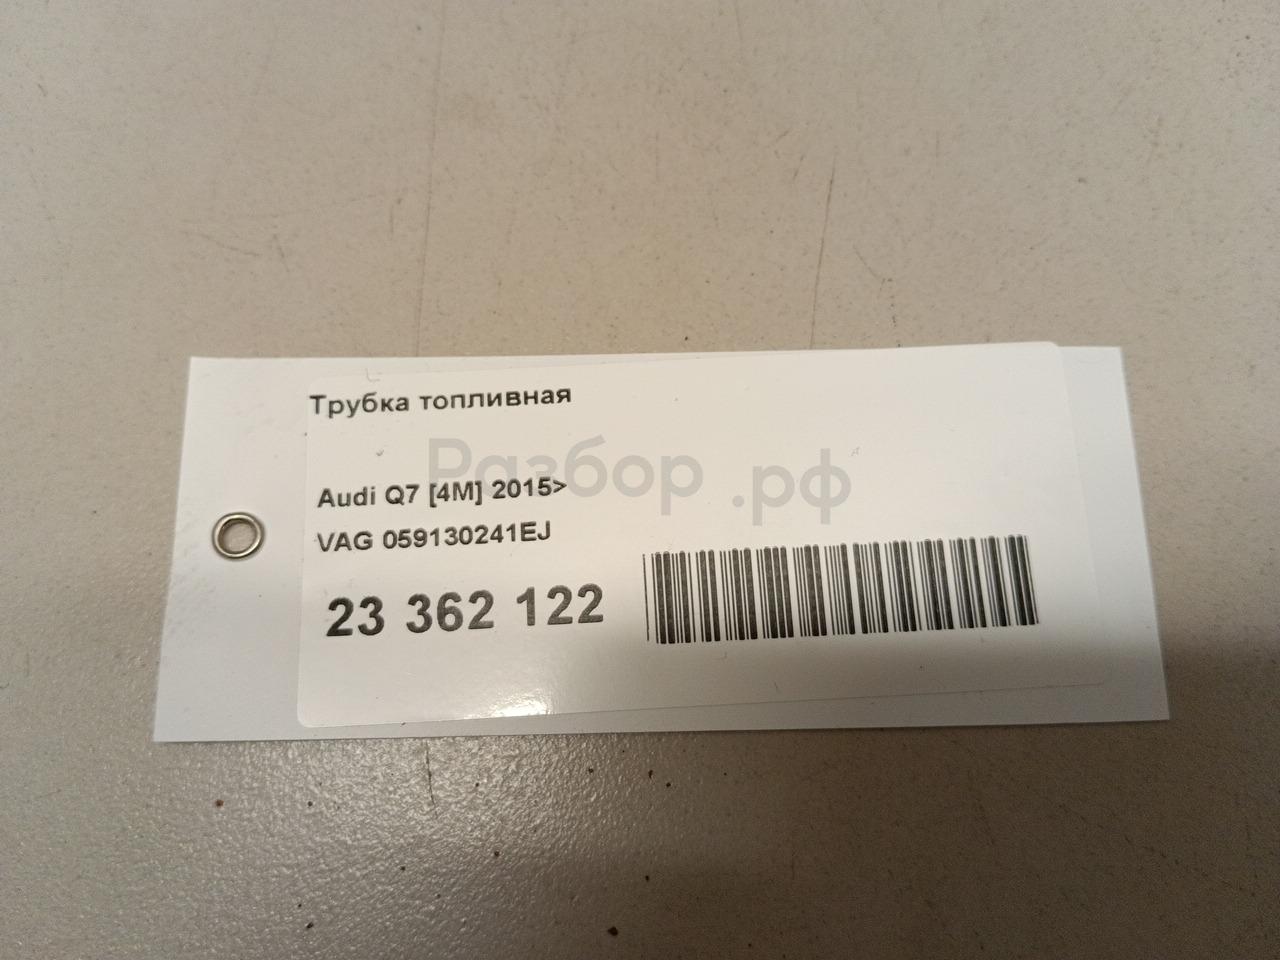 Трубка топливная
Разбор.рф
Audi Q7 [4M] 2015>
VAG 059130241EJ
23 362 122